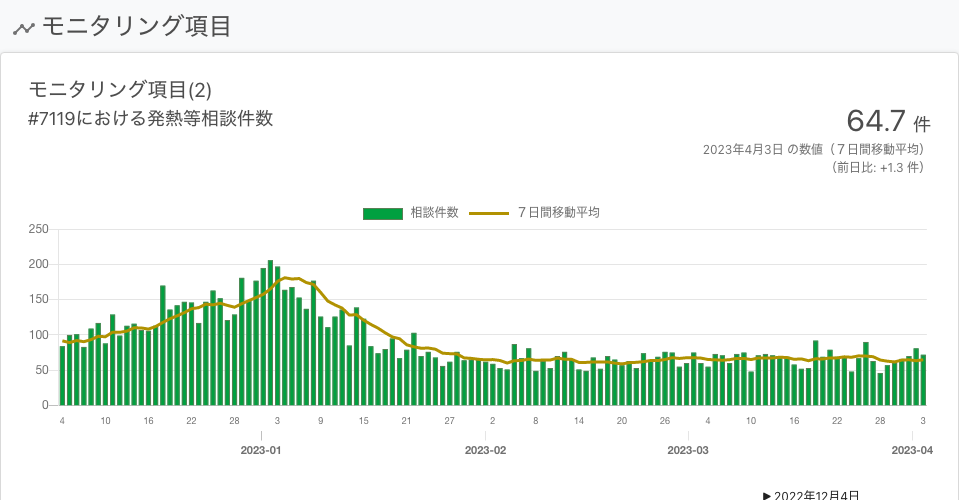 モニタリング項目
モニタリング項目(2)
#7119における発熱等相談件数
64.7 件
2023年4月3日 の数値（７日間移動平均）
（前日比: +1.3 件）
相談件数 ７日間移動平均
250
200
150
100
50
0
4 10 16 22 28 3 9 15 21 27 2 8 14 20 26 4 10 16 22 28 3
2023-01 2023-02 2023-03 2023-04
▶ 2022年12月4日